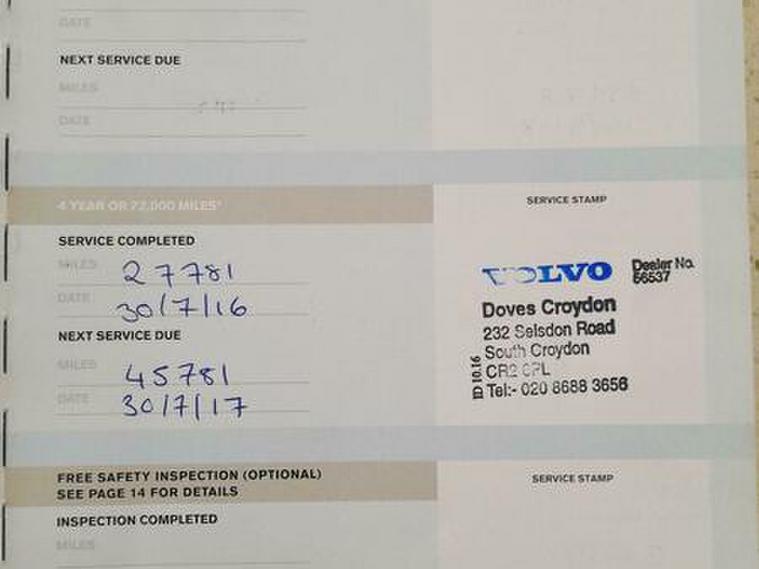 DATE
NEXT SERVICE DUE
MILES
DATE
4 YEAR OR 72,000 MILES*
SERVICE STAMP
SERVICE COMPLETED
MILES 27781
DATE 30/7/16
NEXT SERVICE DUE
MILES 45781
DATE 30/7/17
VOLVO
Dealer No.
56537
Doves Croydon
232 Selsdon Road
South Croydon
CR2
Tel:- 020 8688 3656
ID 10.16
FREE SAFETY INSPECTION (OPTIONAL)
SEE PAGE 14 FOR DETAILS
SERVICE STAMP
INSPECTION COMPLETED
MILES